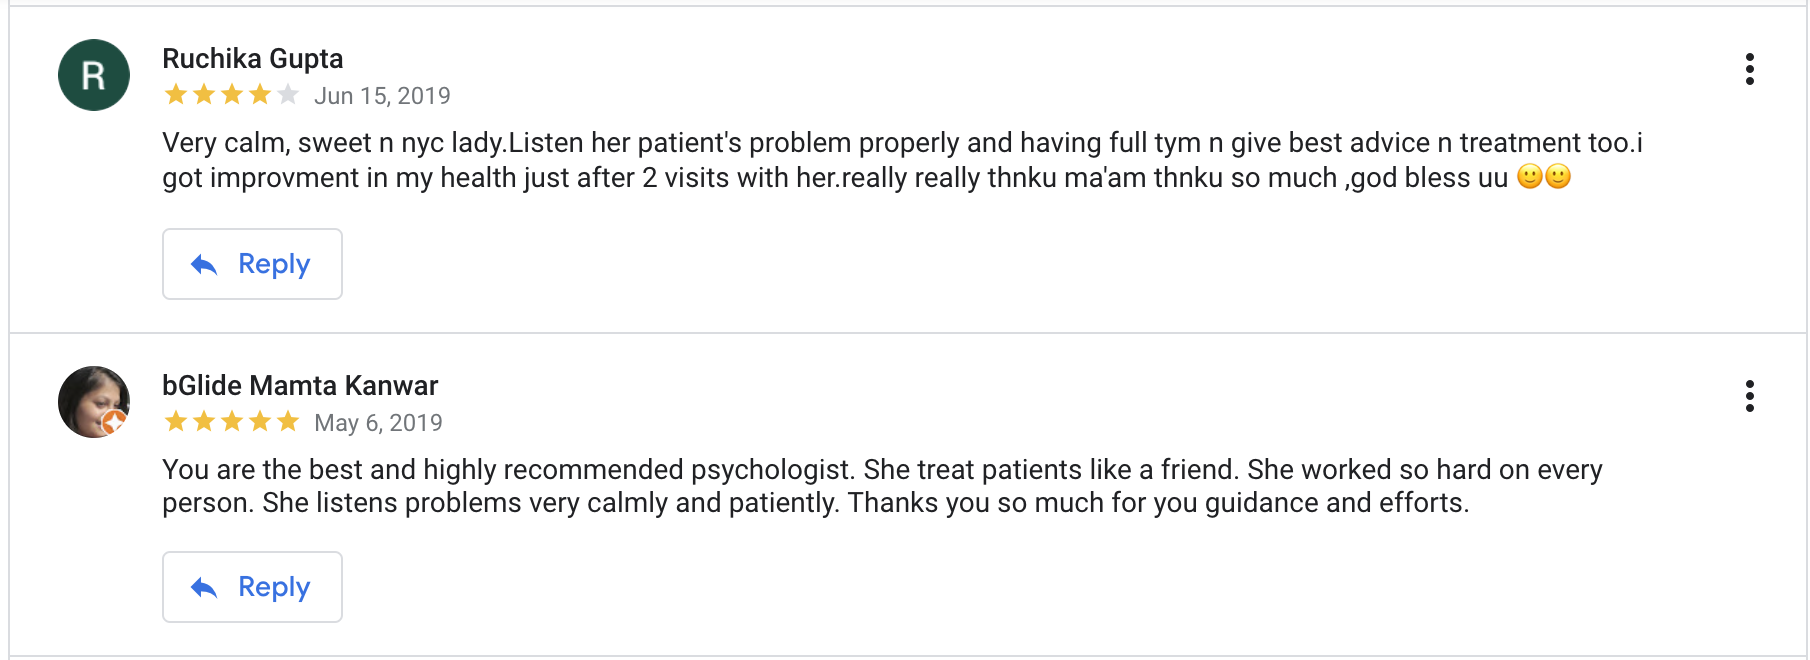 R
Ruchika Gupta
Jun 15, 2019
Very calm, sweet n nyc lady.Listen her patient's problem properly and having full tym n give best advice n treatment too.i
got improvment in my health just after 2 visits with her.really really thnku ma'am thnku so much ,god bless uu 🙂🙂
Reply
bGlide Mamta Kanwar
May 6, 2019
You are the best and highly recommended psychologist. She treat patients like a friend. She worked so hard on every
person. She listens problems very calmly and patiently. Thanks you so much for you guidance and efforts.
Reply